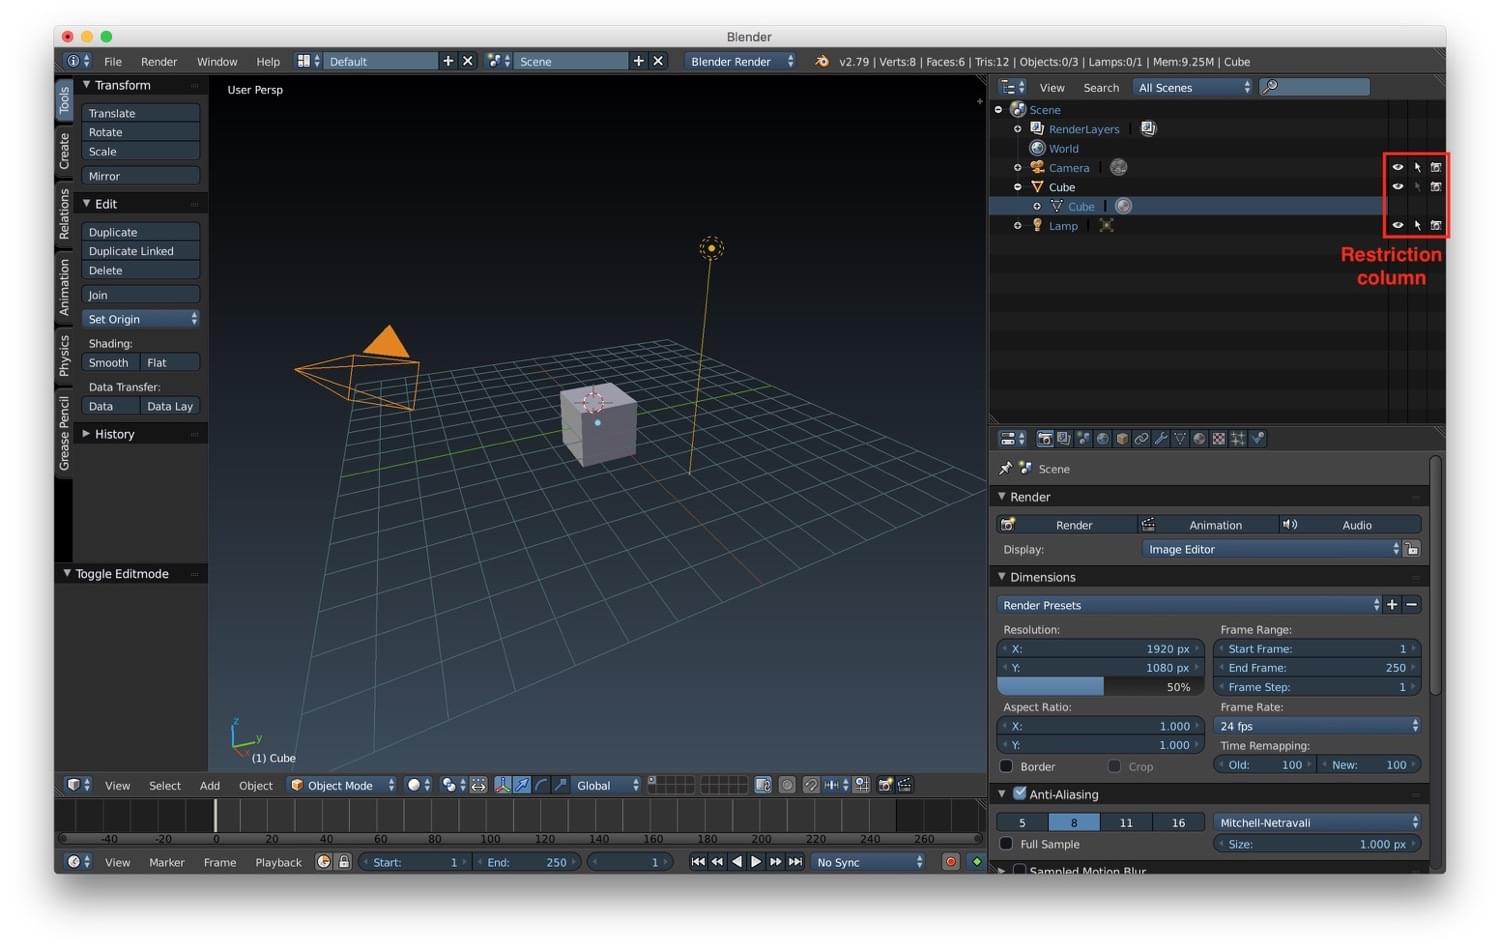 Blender
File Render Window Help Default Scene Blender Render v2.79 | Verts:8 | Faces:6 | Tris:12 | Objects:0/3 | Lamps:0/1 | Mem:9.25M | Cube
Tools
Create
Relations
Animation
Physics
Grease Pencil
Transform
Translate
Rotate
Scale
Mirror
Edit
Duplicate
Duplicate Linked
Delete
Join
Set Origin
Shading:
Smooth Flat
Data Transfer:
Data Data Lay
History
Toggle Editmode
User Persp
z
y
x
(1) Cube
View Select Add Object Object Mode Global
-40 -20 0 20 40 60 80 100 120 140 160 180 200 220 240 260
View Marker Frame Playback Start: 1 End: 250 1 No Sync
View Search All Scenes
Scene
RenderLayers
World
Camera
Cube
Cube
Lamp
Restriction
column
Scene
Render
Render Animation Audio
Display: Image Editor
Dimensions
Render Presets
Resolution: Frame Range:
X: 1920 px Start Frame: 1
Y: 1080 px End Frame: 250
50% Frame Step: 1
Aspect Ratio: Frame Rate:
X: 1.000 24 fps
Y: 1.000 Time Remapping:
Border Crop Old: 100 New: 100
Anti-Aliasing
5 8 11 16 Mitchell-Netravali
Full Sample Size: 1.000 px
Sampled Motion Blur